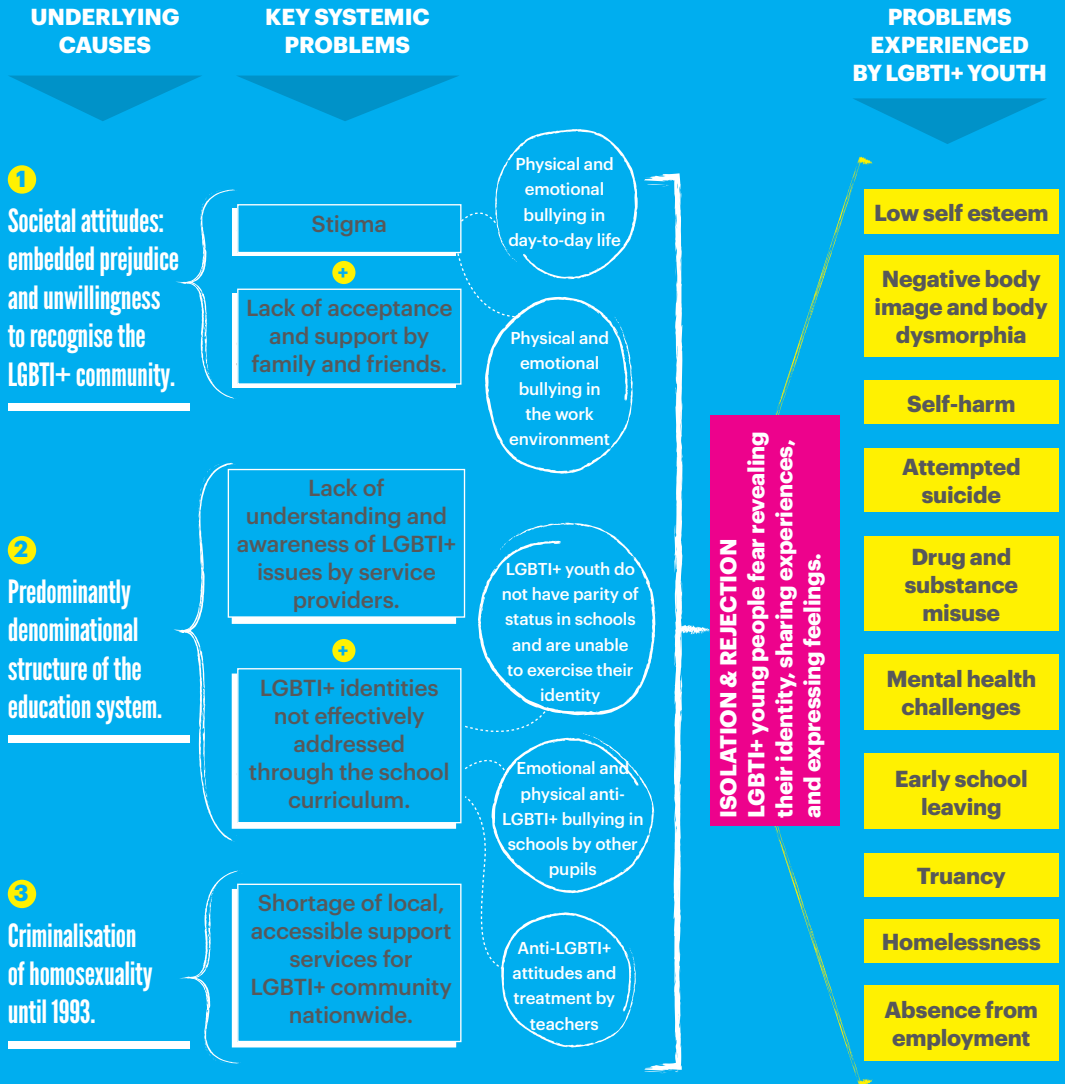 UNDERLYING
CAUSES
KEY SYSTEMIC
PROBLEMS
PROBLEMS
EXPERIENCED
BY LGBTI+ YOUTH
1
Societal attitudes:
embedded prejudice
and unwillingness
to recognise the
LGBTI+ community.
Stigma
+
Lack of acceptance
and support by
family and friends.
Physical and
emotional
bullying in
day-to-day life
Physical and
emotional
bullying in
the work
environment
2
Predominantly
denominational
structure of the
education system.
Lack of
understanding and
awareness of LGBTI+
issues by service
providers.
+
LGBTI+ identities
not effectively
addressed
through the school
curriculum.
LGBTI+ youth do
not have parity of
status in schools
and are unable
to exercise their
identity
Emotional and
physical anti-
LGBTI+ bullying in
schools by other
pupils
Anti-LGBTI+
attitudes and
treatment by
teachers
3
Criminalisation
of homosexuality
until 1993.
Shortage of local,
accessible support
services for
LGBTI+ community
nationwide.
ISOLATION & REJECTION
LGBTI+ young people fear revealing
their identity, sharing experiences,
and expressing feelings.
Low self esteem
Negative body
image and body
dysmorphia
Self-harm
Attempted
suicide
Drug and
substance
misuse
Mental health
challenges
Early school
leaving
Truancy
Homelessness
Absence from
employment